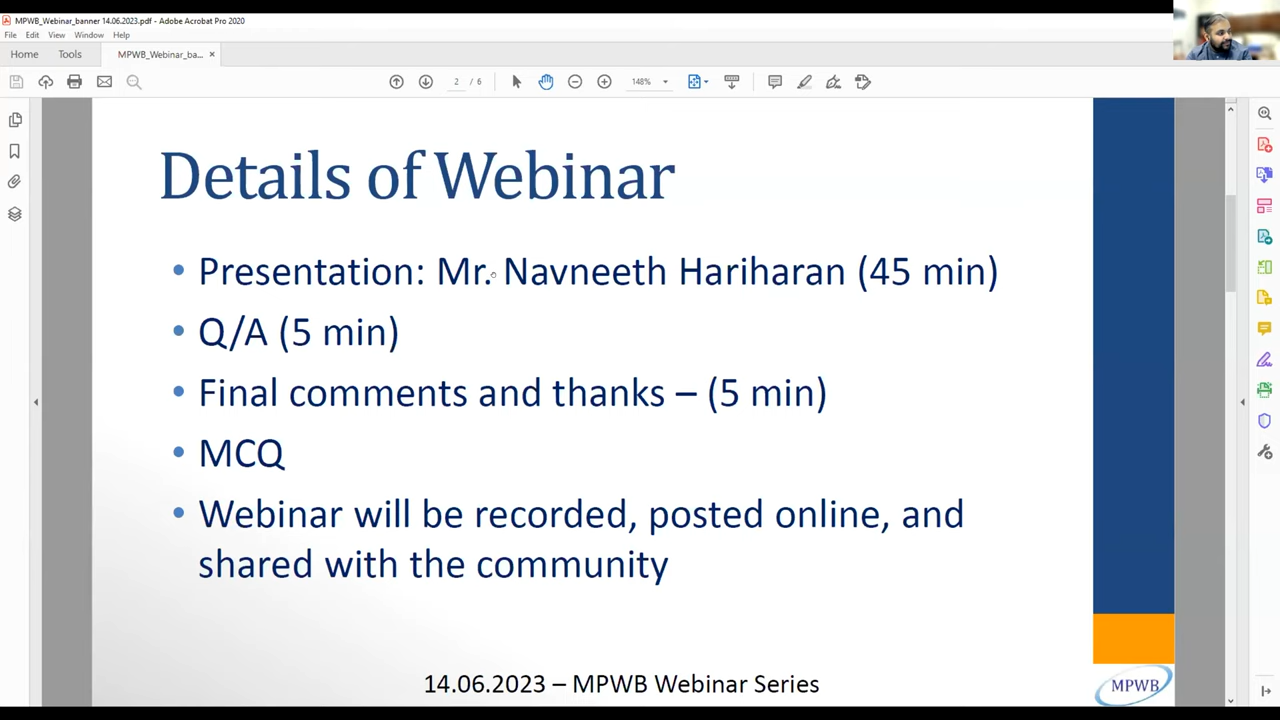 MPWB_Webinar_banner 14.06.2023.pdf - Adobe Acrobat Pro 2020
File Edit View Window Help
Home Tools MPWB_Webinar_ba... ×
2 / 6 148%
Details of Webinar
• Presentation: Mr. Navneeth Hariharan (45 min)
• Q/A (5 min)
• Final comments and thanks – (5 min)
• MCQ
• Webinar will be recorded, posted online, and
shared with the community
14.06.2023 – MPWB Webinar Series
MPWB